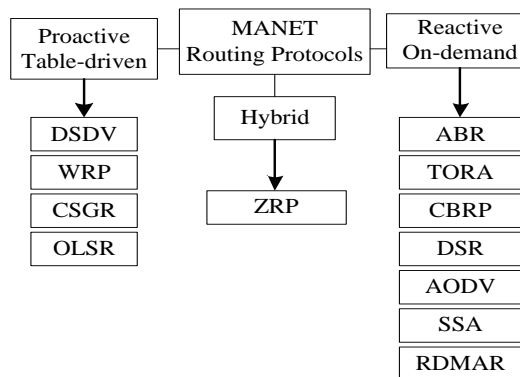 Proactive
Table-driven
MANET
Routing Protocols
Reactive
On-demand
Hybrid
DSDV
WRP
CSGR
OLSR
ZRP
ABR
TORA
CBRP
DSR
AODV
SSA
RDMAR